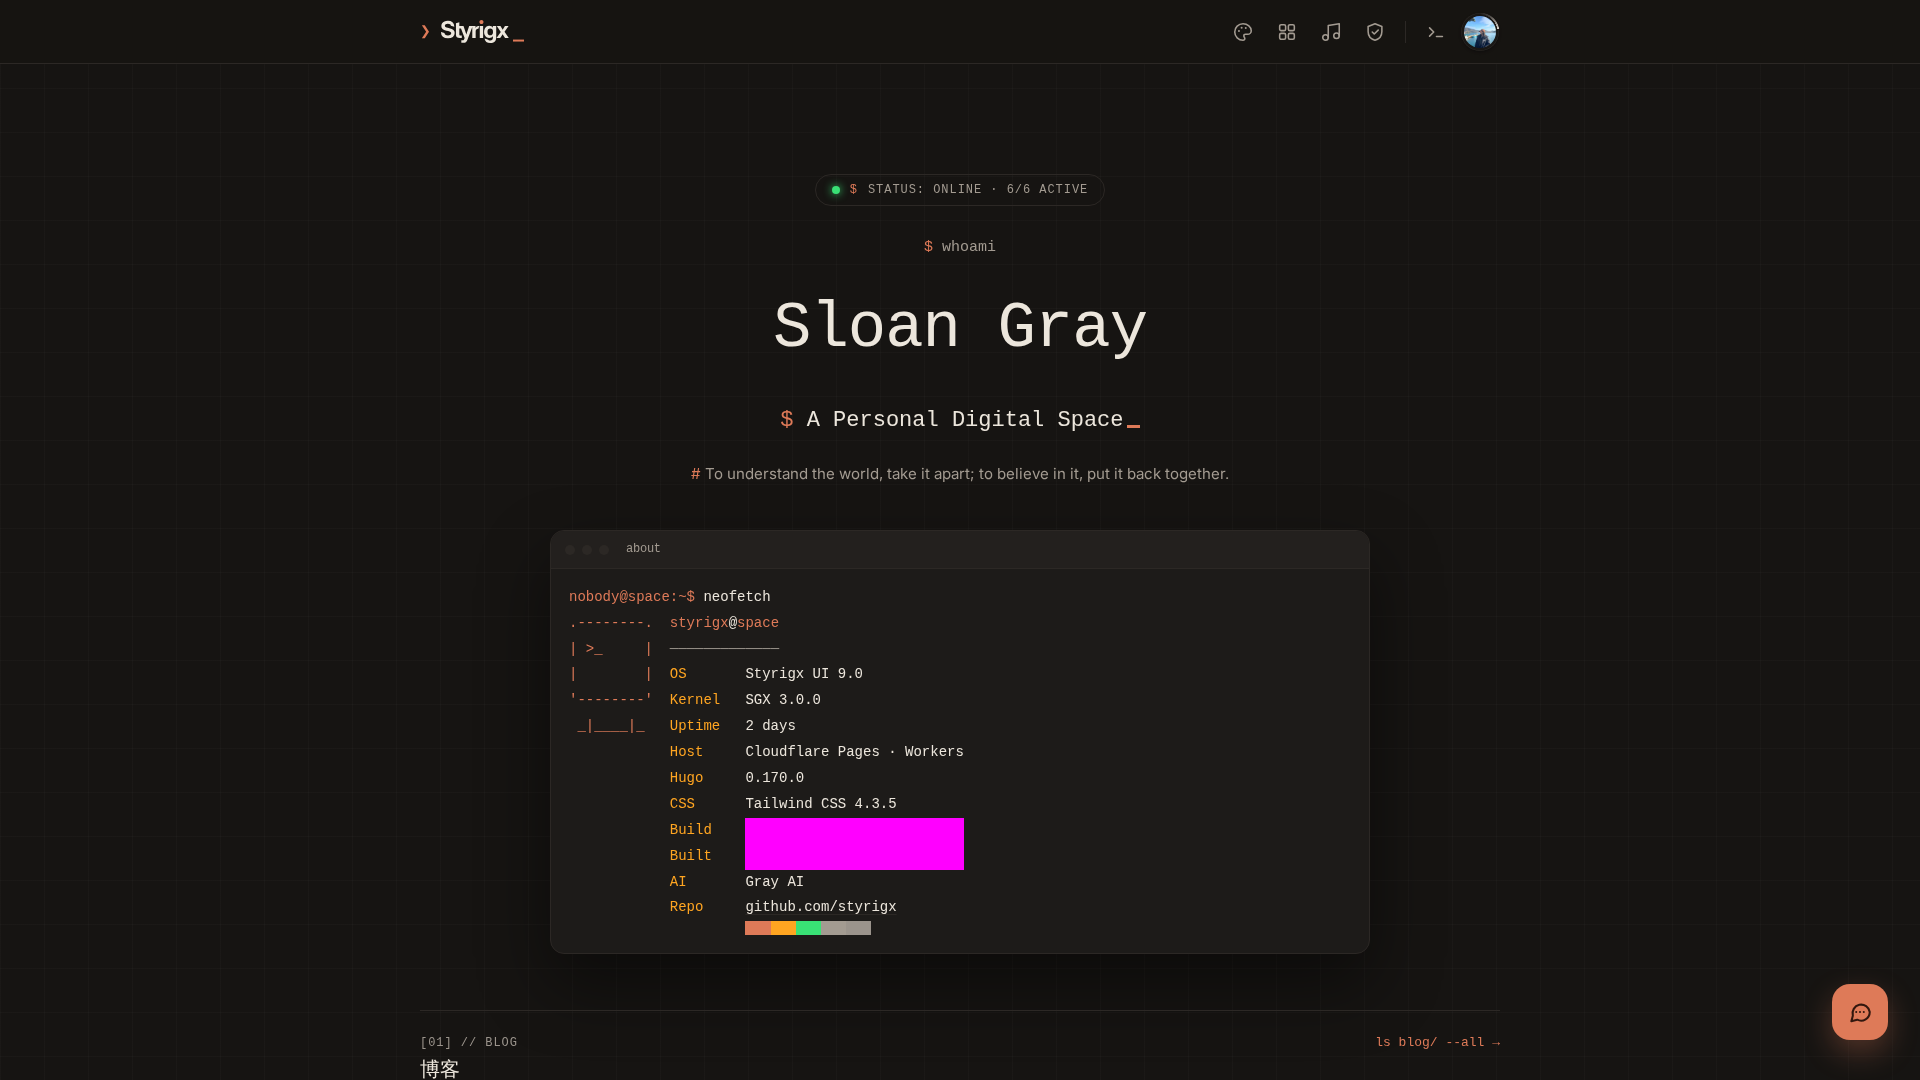 ❯ Styrigx _
$ STATUS: ONLINE · 6/6 ACTIVE
$ whoami
Sloan Gray
$ A Personal Digital Space_
# To understand the world, take it apart; to believe in it, put it back together.
about
nobody@space:~$ neofetch
.--------.  styrigx@space
| >_     |  ─────────────
|        |  OS       Styrigx UI 9.0
'--------'  Kernel   SGX 3.0.0
 _|____|_   Uptime   2 days
Host     Cloudflare Pages · Workers
Hugo     0.170.0
CSS      Tailwind CSS 4.3.5
Build
Built
AI       Gray AI
Repo     github.com/styrigx
[01] // BLOG
ls blog/ --all →
博客